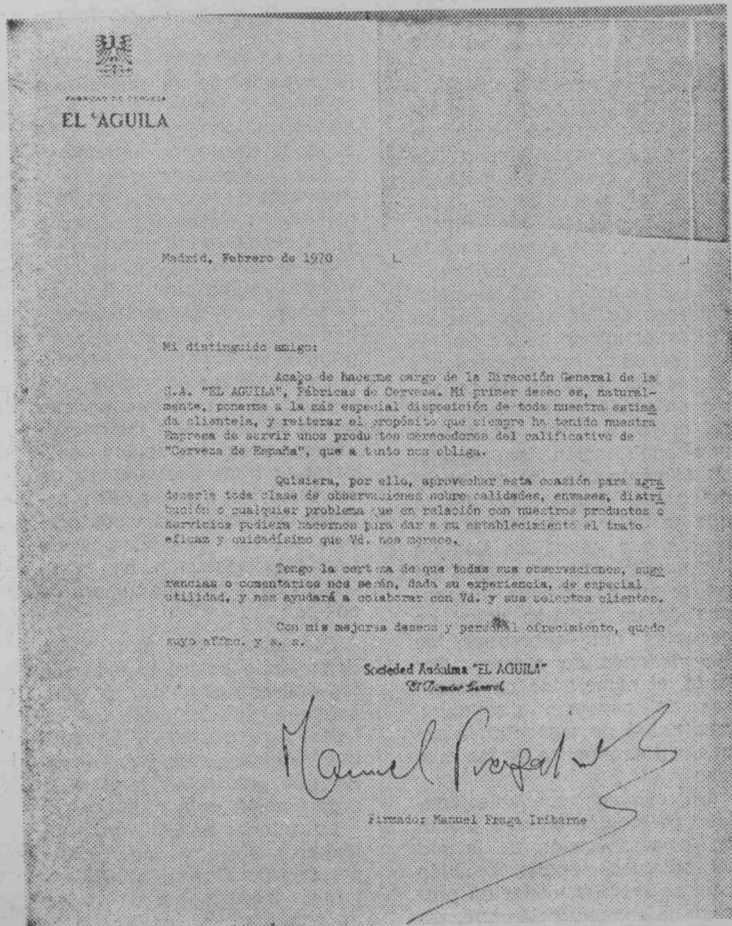 FABRICAS DE CERVEZA
EL AGUILA
Madrid, Febrero de 1970
Mi distinguido amigo:
Acabo de hacerme cargo de la Dirección General de la
S.A. "EL AGUILA", Fábricas de Cerveza. Mi primer deseo es, natural-
mente, ponerme a la más especial disposición de toda nuestra estima
da clientela, y reiterar el propósito que siempre ha tenido nuestra
Empresa de servir unos productos merecedores del calificativo de
"Cerveza de España", que a tanto nos obliga.
Quisiera, por ello, aprovechar esta ocasión para agra
decerle toda clase de observaciones sobre calidades, envases, distri
bución o cualquier problema que en relación con nuestros productos o
servicios pudiera hacernos para dar a su establecimiento el trato
eficaz y cuidadísimo que Vd. nos merece.
Tengo la certeza de que todas sus observaciones, suge
rencias o comentarios nos serán, dada su experiencia, de especial
utilidad, y nos ayudará a colaborar con Vd. y sus selectos clientes.
Con mis mejores deseos y personal ofrecimiento, quedo
suyo affmo. y s. s.
Sociedad Anónima "EL AGUILA"
El Director General
Manuel Fraga
Firmado: Manuel Fraga Iribarne